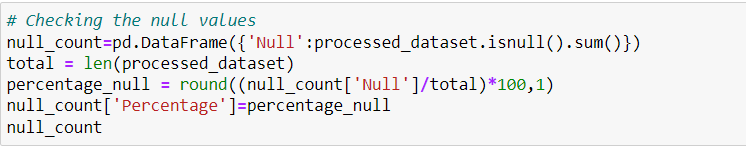 # Checking the null values
null_count=pd.DataFrame({'Null':processed_dataset.isnull().sum()})
total = len(processed_dataset)
percentage_null = round((null_count['Null']/total)*100,1)
null_count['Percentage']=percentage_null
null_count